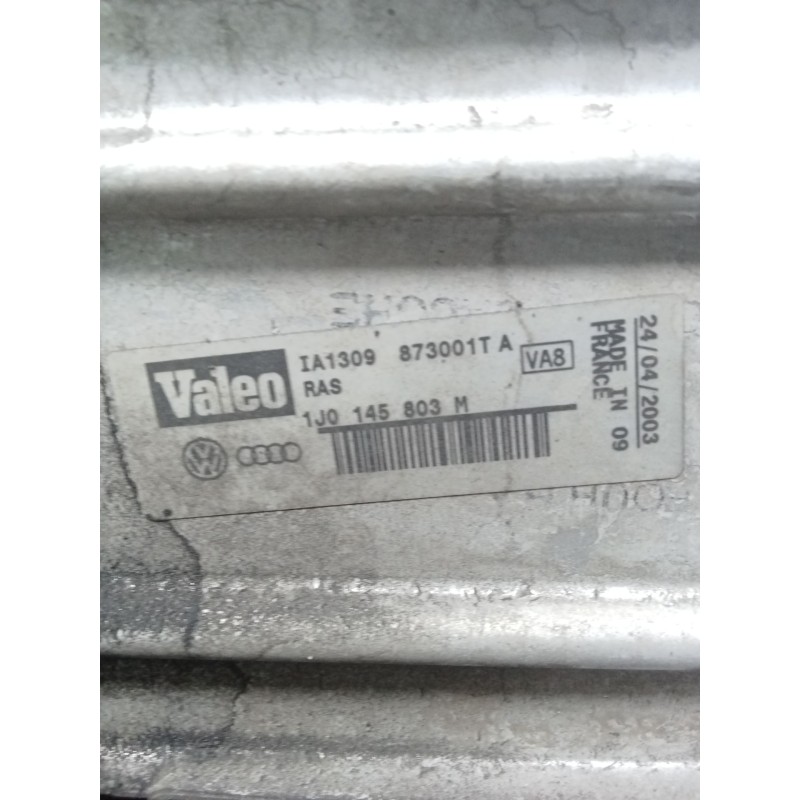 Valeo
IA1309 873001T A VA8
RAS
1J0 145 803 M
24/04/2003
MADE IN 09
FRANCE